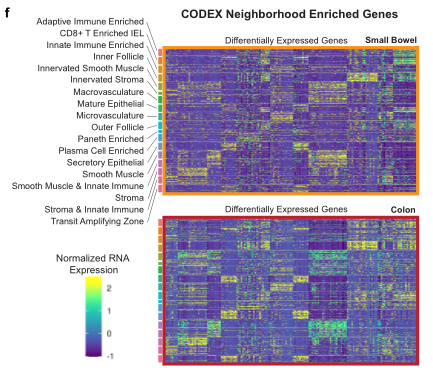 f
CODEX Neighborhood Enriched Genes
Adaptive Immune Enriched
CD8+ T Enriched IEL
Innate Immune Enriched
Inner Follicle
Innervated Smooth Muscle
Innervated Stroma
Macrovasculature
Mature Epithelial
Microvasculature
Outer Follicle
Paneth Enriched
Plasma Cell Enriched
Secretory Epithelial
Smooth Muscle
Smooth Muscle & Innate Immune
Stroma
Stroma & Innate Immune
Transit Amplifying Zone
Differentially Expressed Genes
Small Bowel
Differentially Expressed Genes
Colon
Normalized RNA
Expression
2
1
0
-1